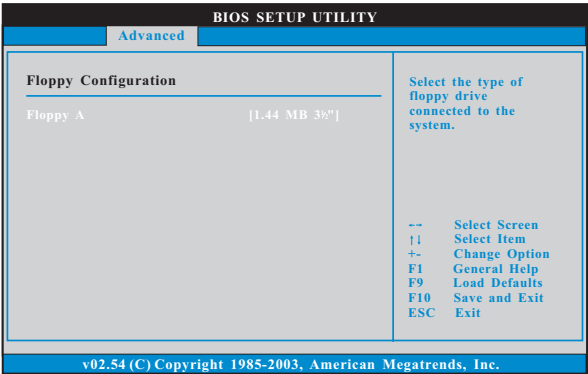 BIOS SETUP UTILITY
Advanced
Floppy Configuration
Floppy A [1.44 MB 3½"]
Select the type of
floppy drive
connected to the
system.
←→ Select Screen
↑↓ Select Item
+- Change Option
F1 General Help
F9 Load Defaults
F10 Save and Exit
ESC Exit
v02.54 (C) Copyright 1985-2003, American Megatrends, Inc.